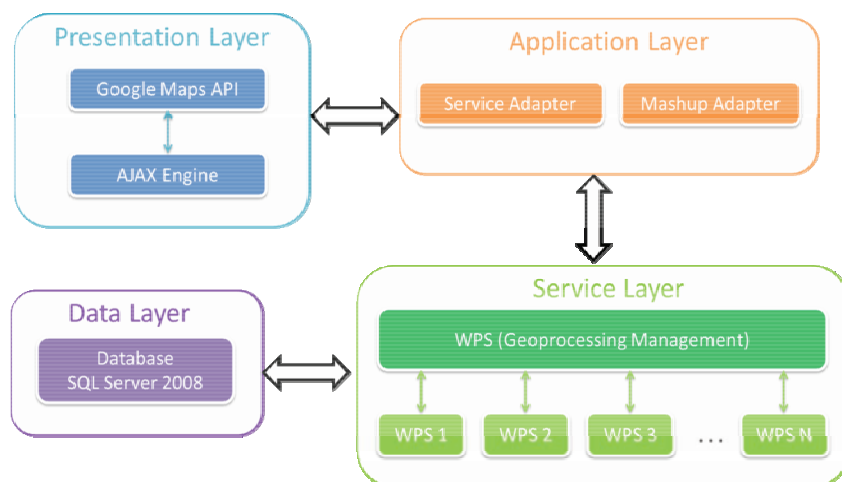 Presentation Layer
Google Maps API
AJAX Engine
Application Layer
Service Adapter
Mashup Adapter
Data Layer
Database
SQL Server 2008
Service Layer
WPS (Geoprocessing Management)
WPS 1
WPS 2
WPS 3
...
WPS N